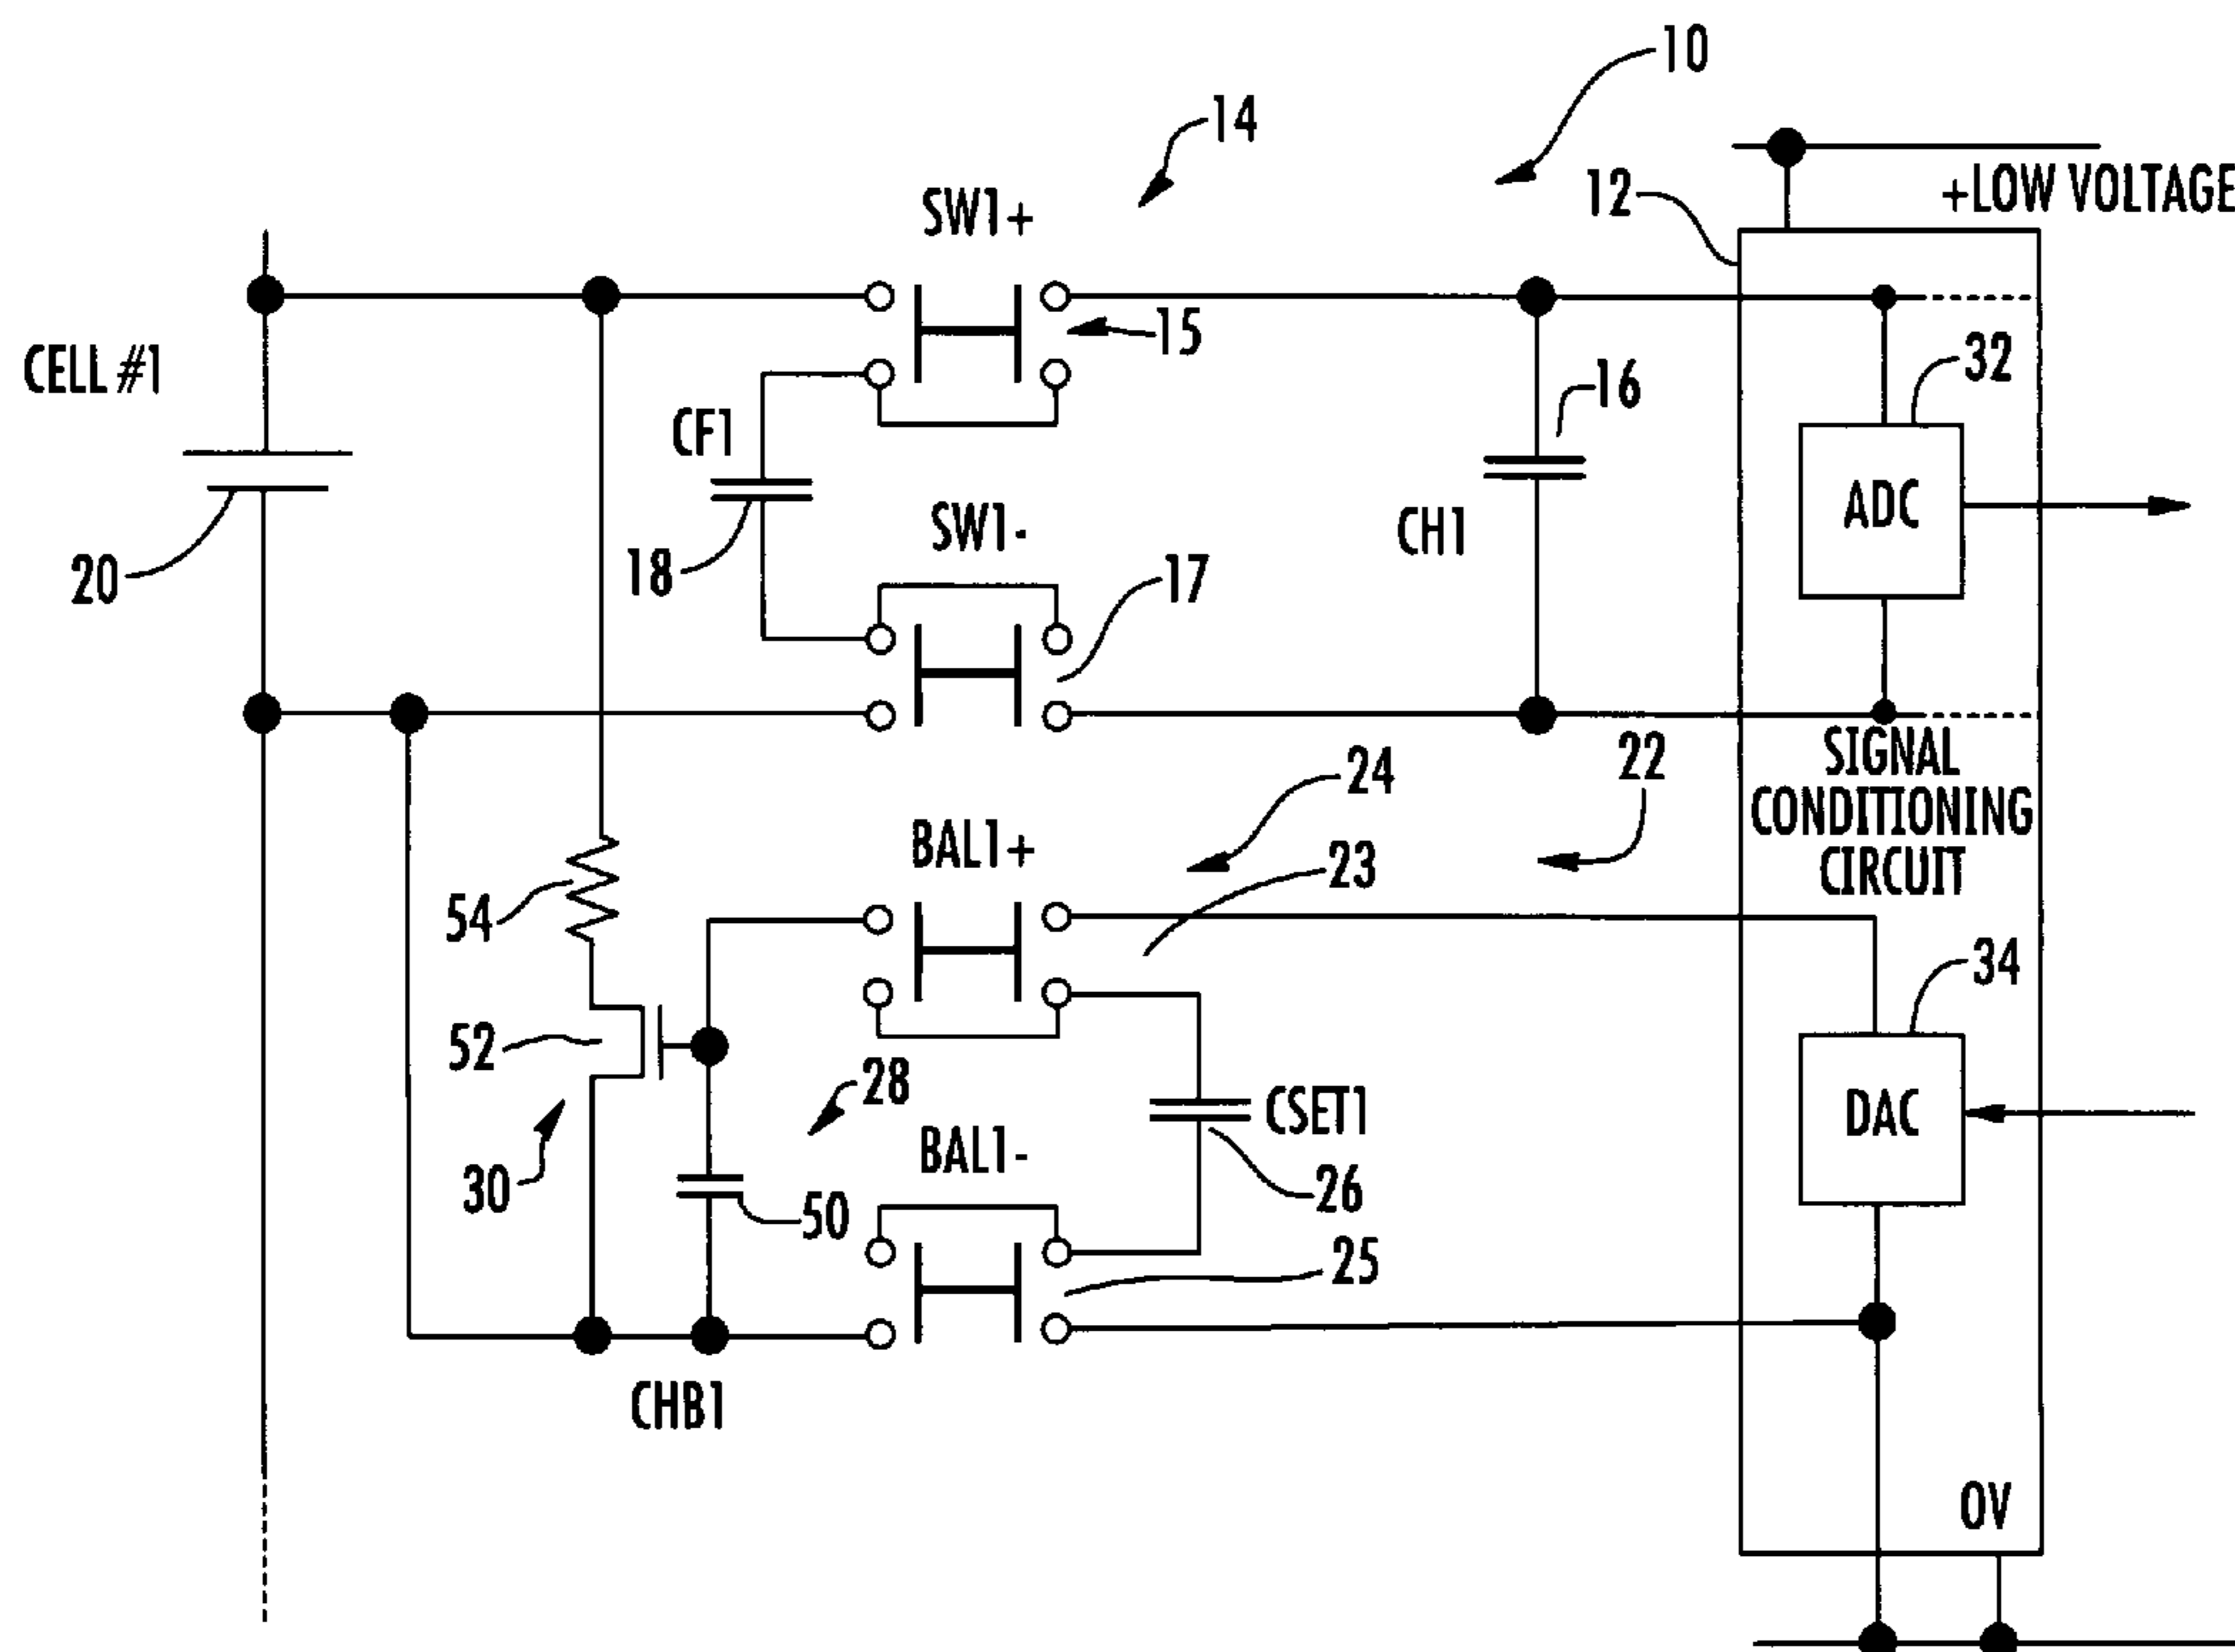 10
14
12
+LOW VOLTAGE
SW1+
15
CELL #1
32
16
CF1
ADC
SW1-
CH1
20
18
17
SIGNAL
CONDITIONING
CIRCUIT
24
22
BAL1+
23
54
34
52
28
CSET1
DAC
BAL1-
30
50
26
25
CHB1
0V